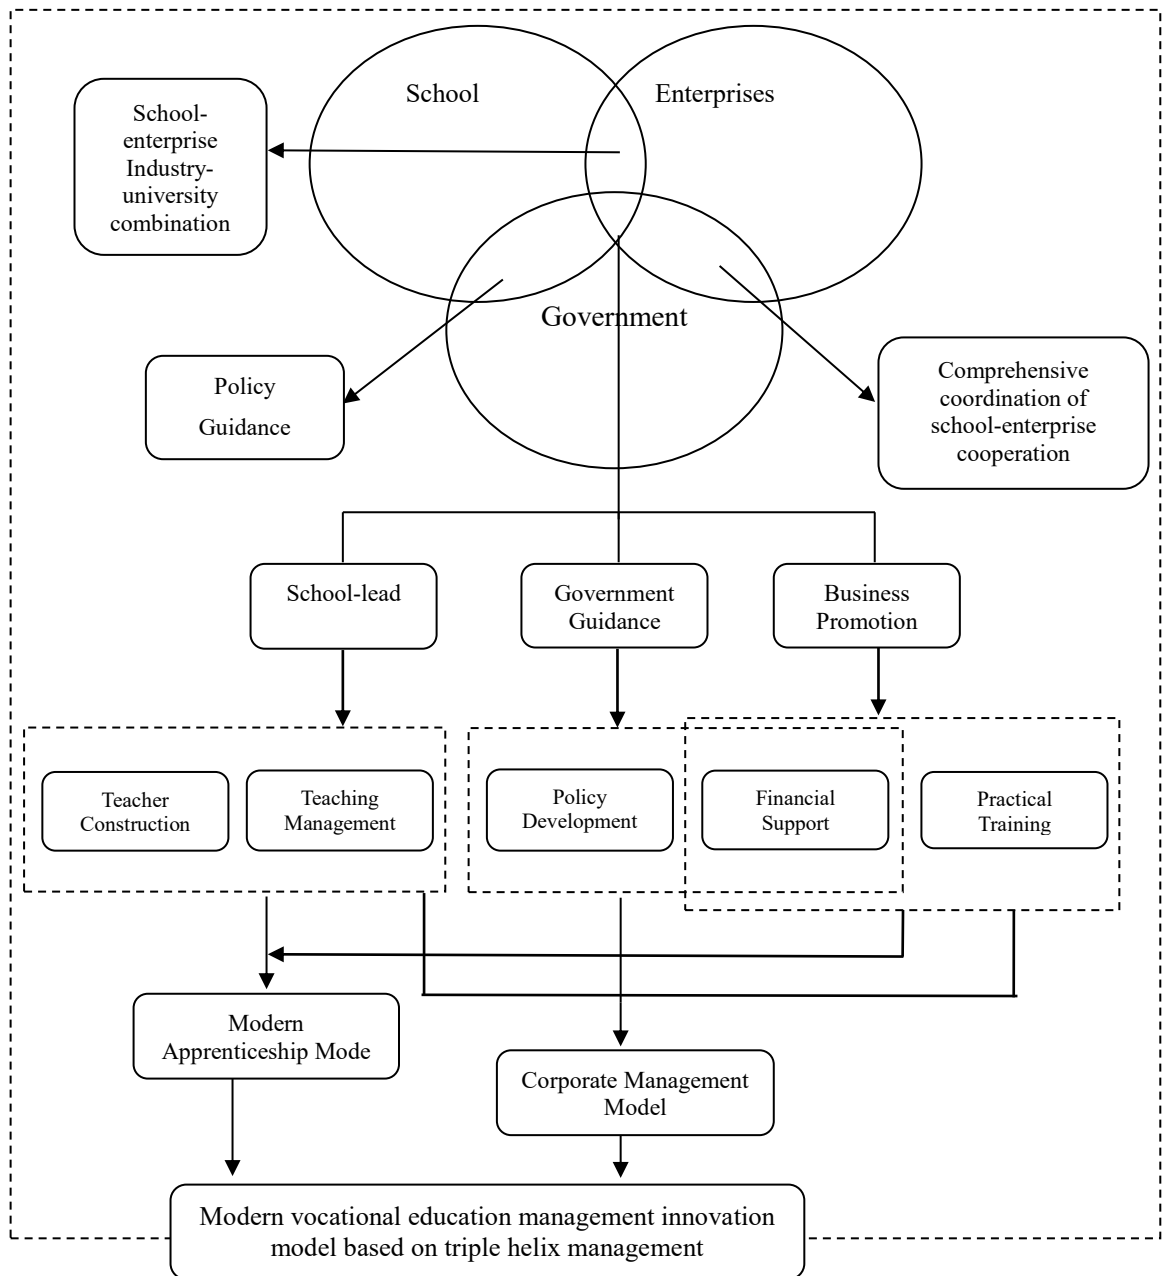 School
Enterprises
School-
enterprise
Industry-
university
combination
Government
Policy
Guidance
Comprehensive
coordination of
school-enterprise
cooperation
School-lead
Government
Guidance
Business
Promotion
Teacher
Construction
Teaching
Management
Policy
Development
Financial
Support
Practical
Training
Modern
Apprenticeship Mode
Corporate Management
Model
Modern vocational education management innovation
model based on triple helix management